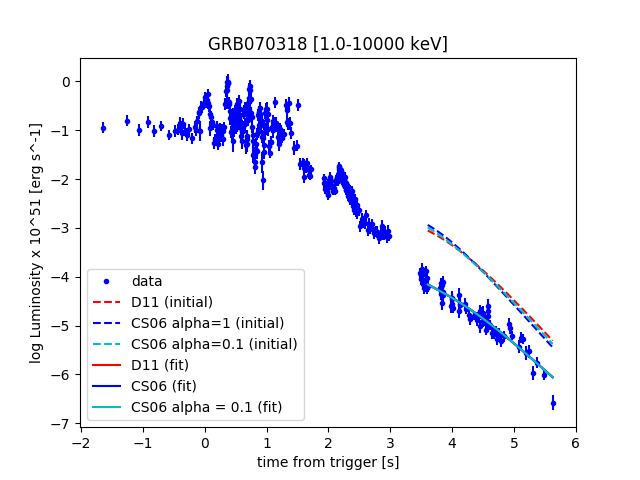 GRB070318 [1.0-10000 keV]
log Luminosity x 10^51 [erg s^-1]
0
−1
−2
−3
−4
−5
−6
−7
data
D11 (initial)
CS06 alpha=1 (initial)
CS06 alpha=0.1 (initial)
D11 (fit)
CS06 (fit)
CS06 alpha = 0.1 (fit)
−2 −1 0 1 2 3 4 5 6
time from trigger [s]